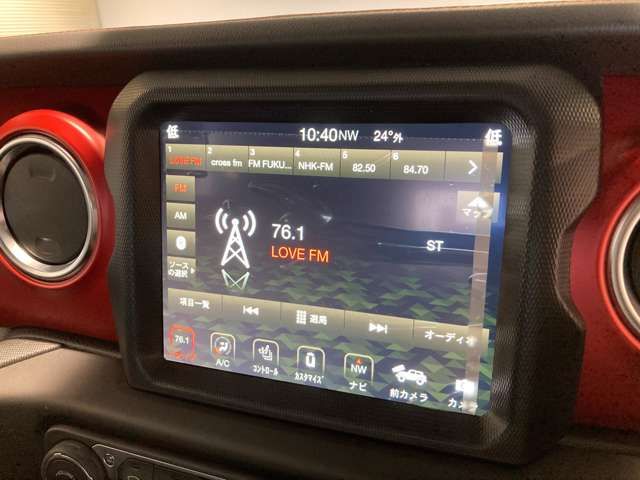 低 10:40NW 24°外 低
1 LOVE FM 2 cross fm 3 FM FUKU... 4 NHK-FM 5 82.50 6 84.70
FM
マップ
AM
76.1
LOVE FM
ST
ソース
の選択
項目一覧 選局 オーディオ
76.1 A/C コントロール カスタマイズ NW ナビ 前カメラ カメラ